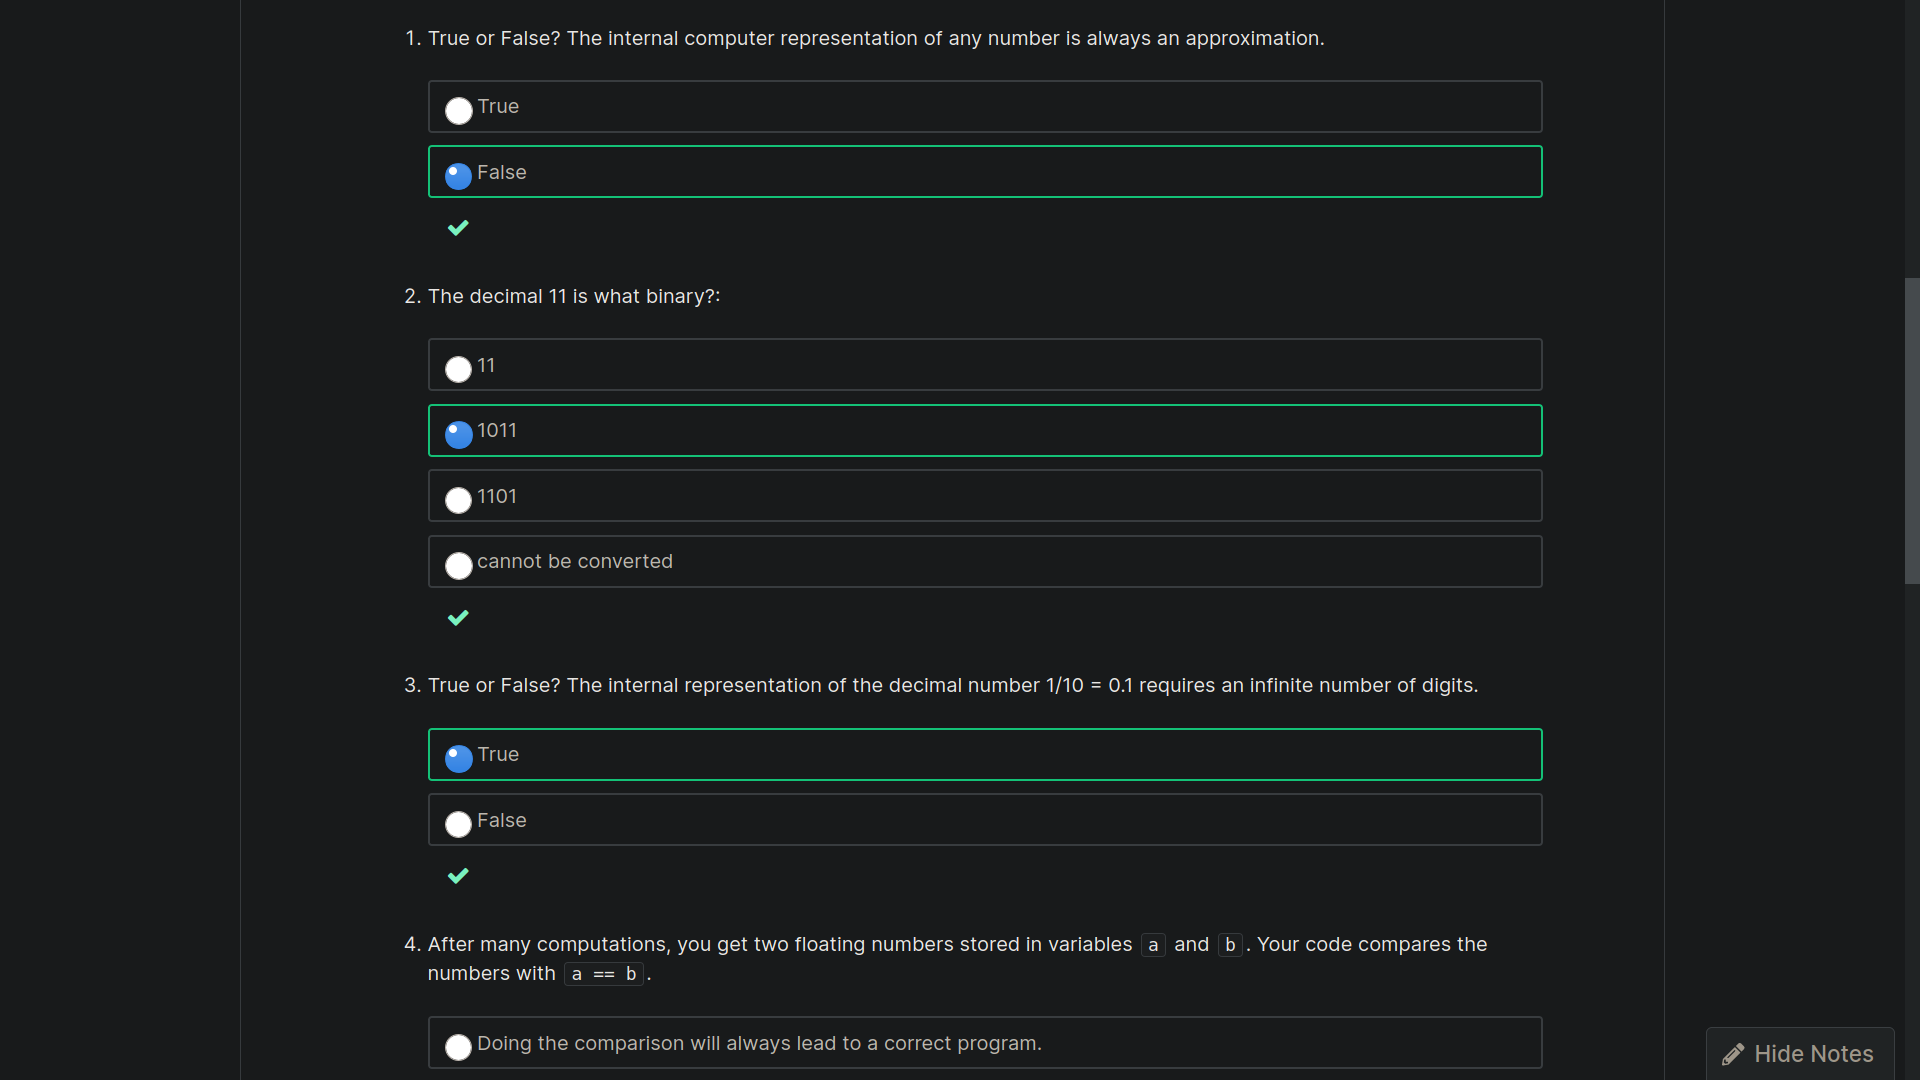 1. True or False? The internal computer representation of any number is always an approximation.
True
False
2. The decimal 11 is what binary?:
11
1011
1101
cannot be converted
3. True or False? The internal representation of the decimal number 1/10 = 0.1 requires an infinite number of digits.
True
False
4. After many computations, you get two floating numbers stored in variables a and b. Your code compares the
numbers with a == b.
Doing the comparison will always lead to a correct program.
Hide Notes